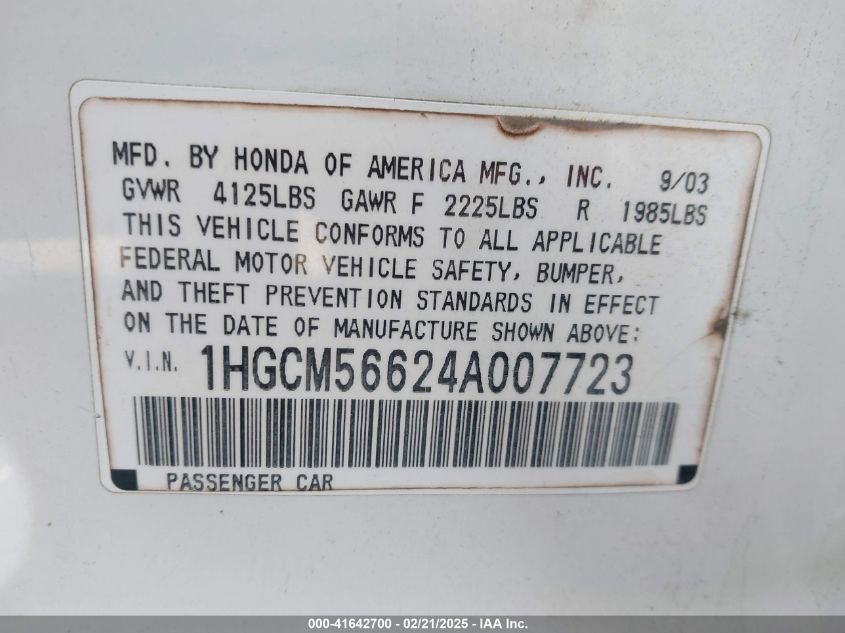 MFD. BY HONDA OF AMERICA MFG., INC. 9/03
GVWR 4125LBS GAWR F 2225LBS R 1985LBS
THIS VEHICLE CONFORMS TO ALL APPLICABLE
FEDERAL MOTOR VEHICLE SAFETY, BUMPER,
AND THEFT PREVENTION STANDARDS IN EFFECT
ON THE DATE OF MANUFACTURE SHOWN ABOVE:
V.I.N. 1HGCM56624A007723
PASSENGER CAR
000-41642700 - 02/21/2025 - IAA Inc.